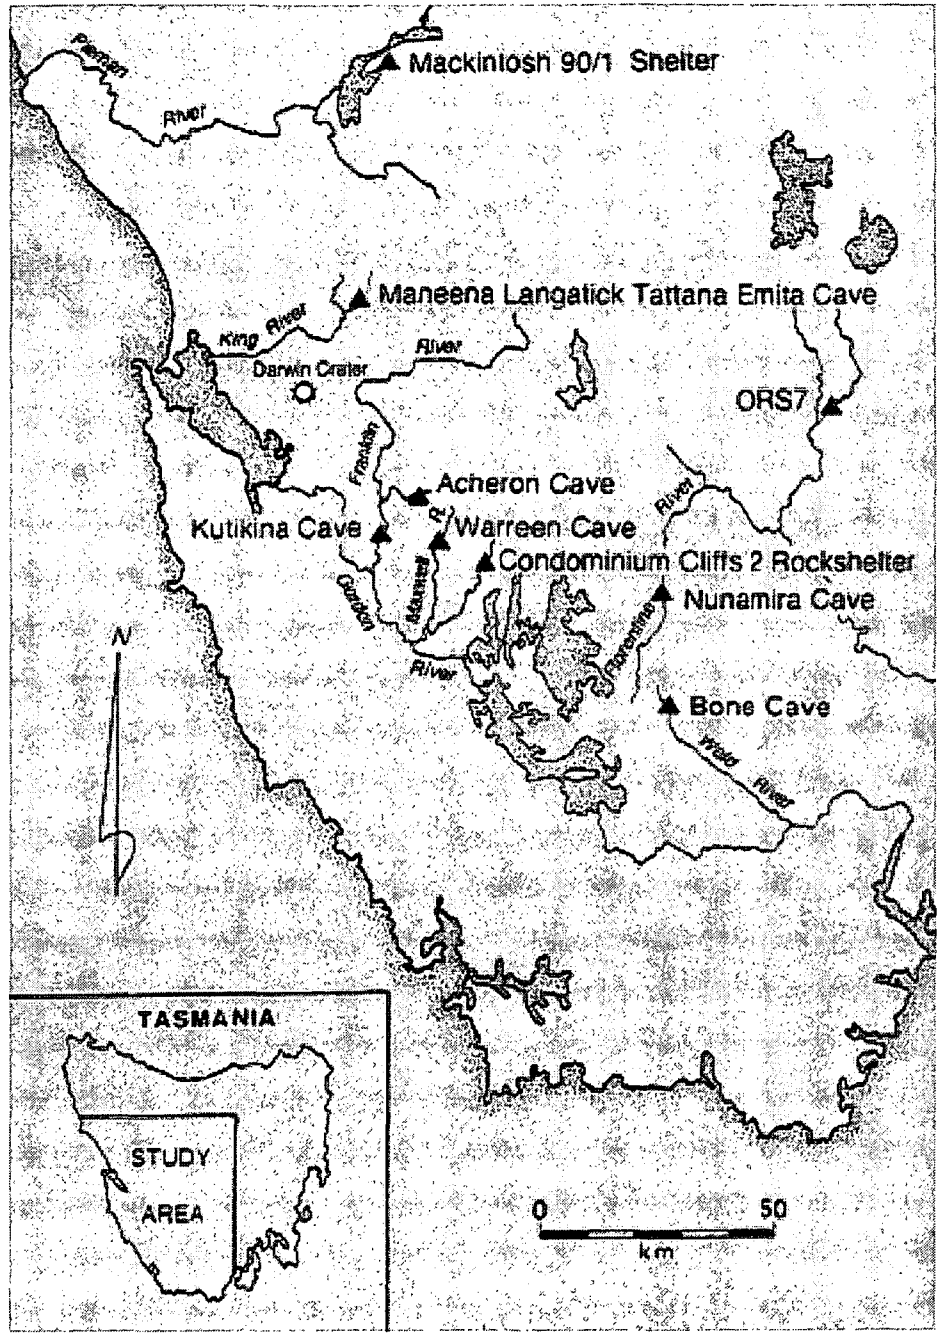 Pieman
River
Mackintosh 90/1 Shelter
Maneena Langatick Tattana Emita Cave
King River
River
Darwin Crater
ORS7
Franklin
Acheron Cave
River
R.
Kutikina Cave
Warreen Cave
Condominium Cliffs 2 Rockshelter
Maxwell
Gordon
Nunamira Cave
Florentine
River
N
Bone Cave
Weld
River
TASMANIA
STUDY
AREA
0 50
km